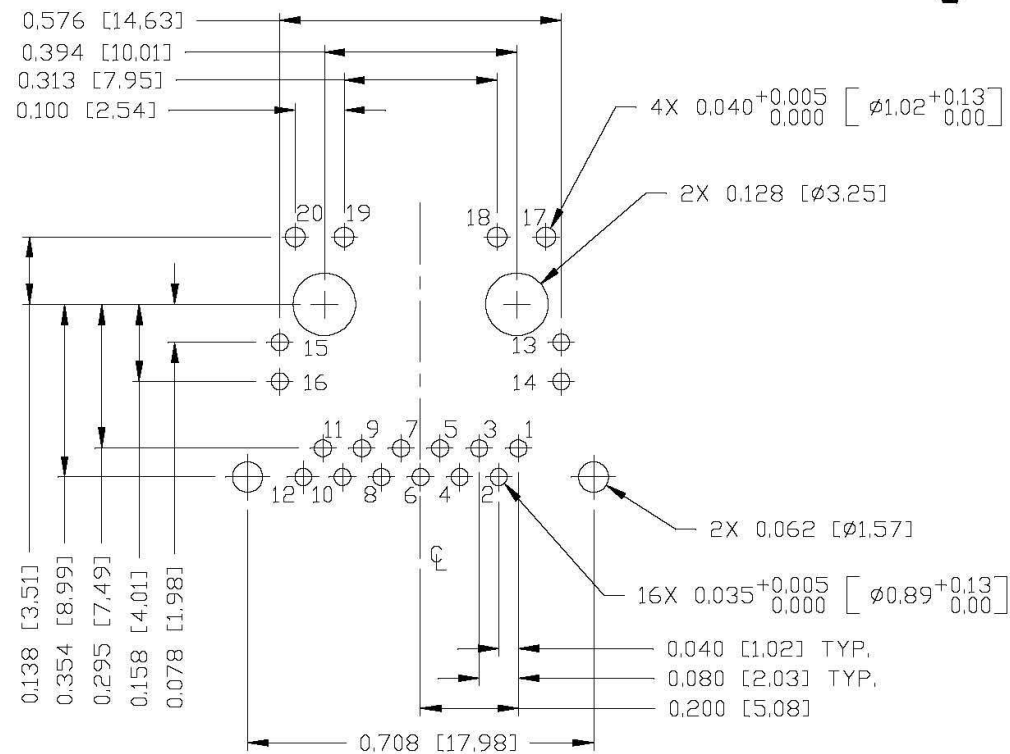 0,576 [14,63]
0,394 [10,01]
0,313 [7,95]
0,100 [2,54]
4X 0,040 +0,005 0,000 [ ø1,02 +0,13 0,00 ]
2X 0,128 [ø3,25]
20 19 18 17
15 13
16 14
11 9 7 5 3 1
12 10 8 6 4 2
2X 0,062 [ø1,57]
℄
16X 0,035 +0,005 0,000 [ ø0,89 +0,13 0,00 ]
0,040 [1,02] TYP,
0,080 [2,03] TYP,
0,200 [5,08]
0,708 [17,98]
0,138 [3,51]
0,354 [8,99]
0,295 [7,49]
0,158 [4,01]
0,078 [1,98]